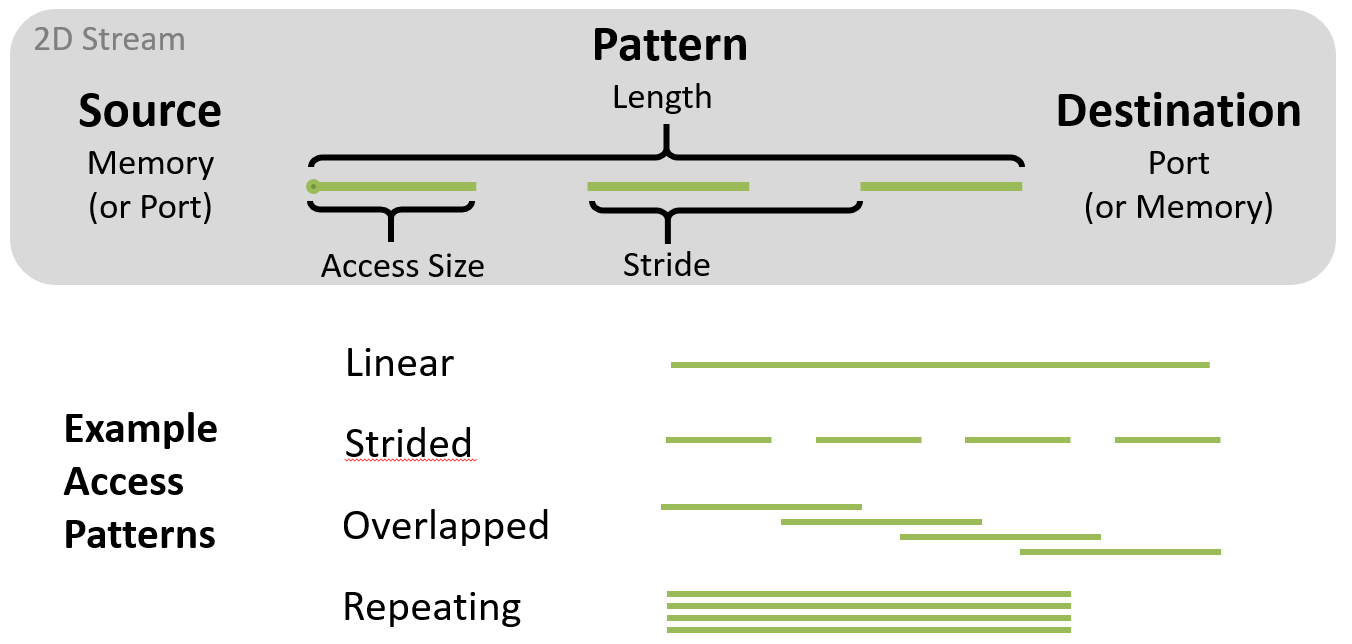 2D Stream
Pattern
Length
Source
Memory
(or Port)
Destination
Port
(or Memory)
Access Size
Stride
Example
Access
Patterns
Linear
Strided
Overlapped
Repeating